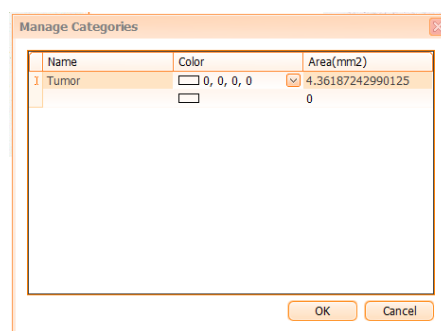 Manage Categories
Name Color Area(mm2)
1 Tumor 0, 0, 0, 0 4.36187242990125
0
OK Cancel